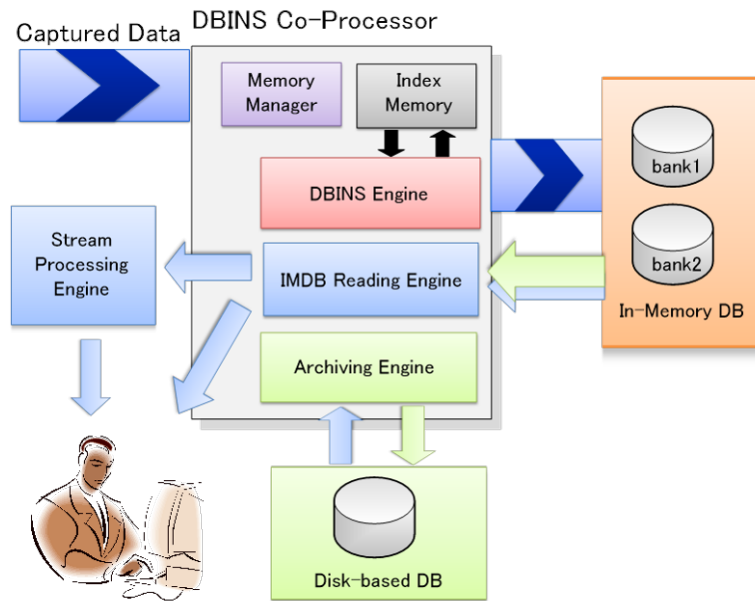 DBINS Co-Processor
Captured Data
Memory
Manager
Index
Memory
DBINS Engine
bank1
bank2
In-Memory DB
Stream
Processing
Engine
IMDB Reading Engine
Archiving Engine
Disk-based DB